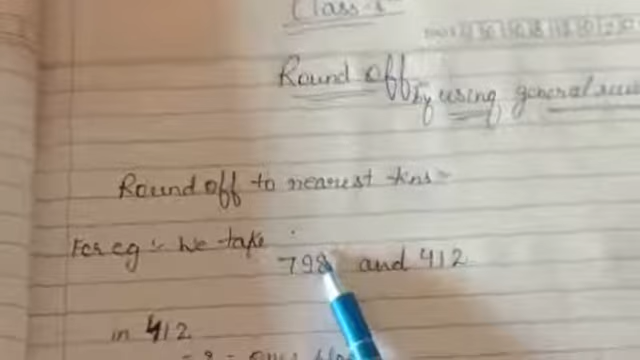 Class-
Round off by using general
Round off to nearest tens-
For eg :- We take
798 and 412
in 412